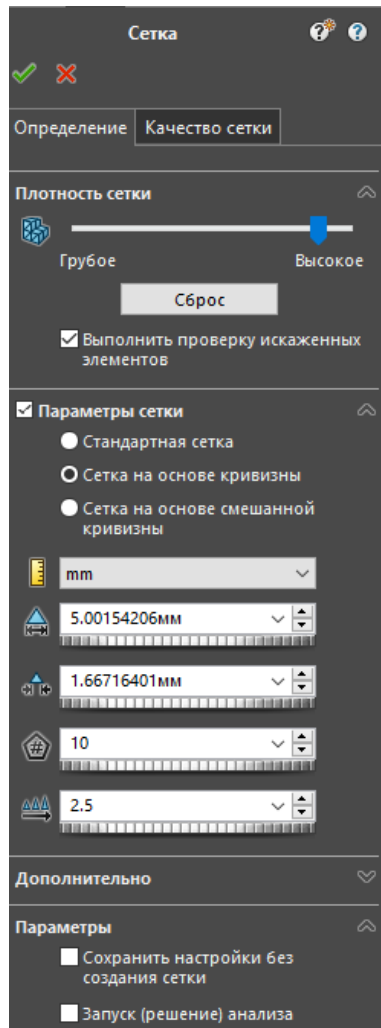 Сетка
Определение
Качество сетки
Плотность сетки
Грубое
Высокое
Сброс
Выполнить проверку искаженных
элементов
Параметры сетки
Стандартная сетка
Сетка на основе кривизны
Сетка на основе смешанной
кривизны
mm
5.00154206мм
1.66716401мм
10
2.5
Дополнительно
Параметры
Сохранить настройки без
создания сетки
Запуск (решение) анализа